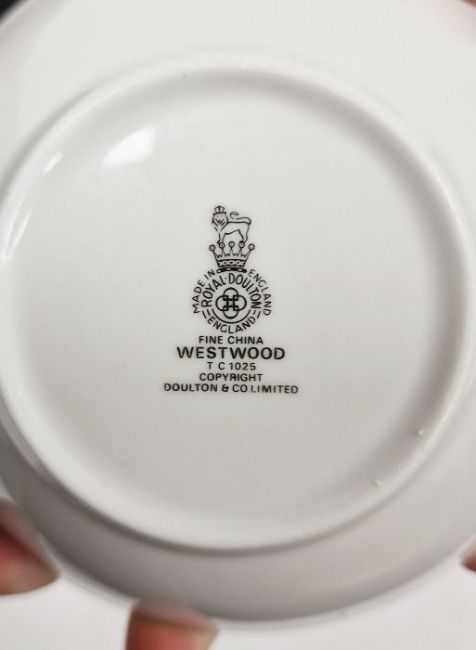 MADE IN ENGLAND
ROYAL DOULTON
ENGLAND
FINE CHINA
WESTWOOD
T C 1025
COPYRIGHT
DOULTON & CO LIMITED